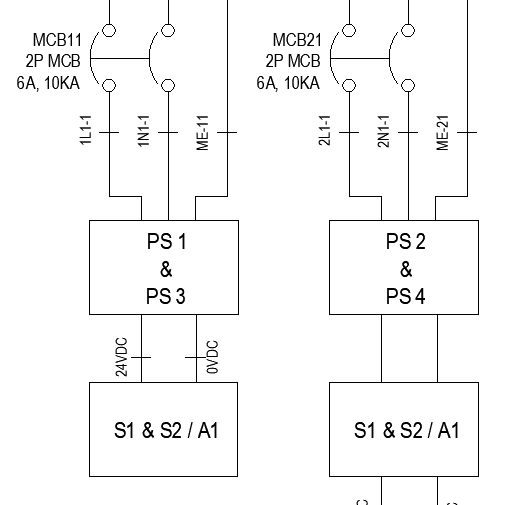 MCB11
2P MCB
6A, 10KA
MCB21
2P MCB
6A, 10KA
1L1-1
1N1-1
ME-11
2L1-1
2N1-1
ME-21
PS 1
&
PS 3
PS 2
&
PS 4
24VDC
0VDC
S1 & S2 / A1
S1 & S2 / A1